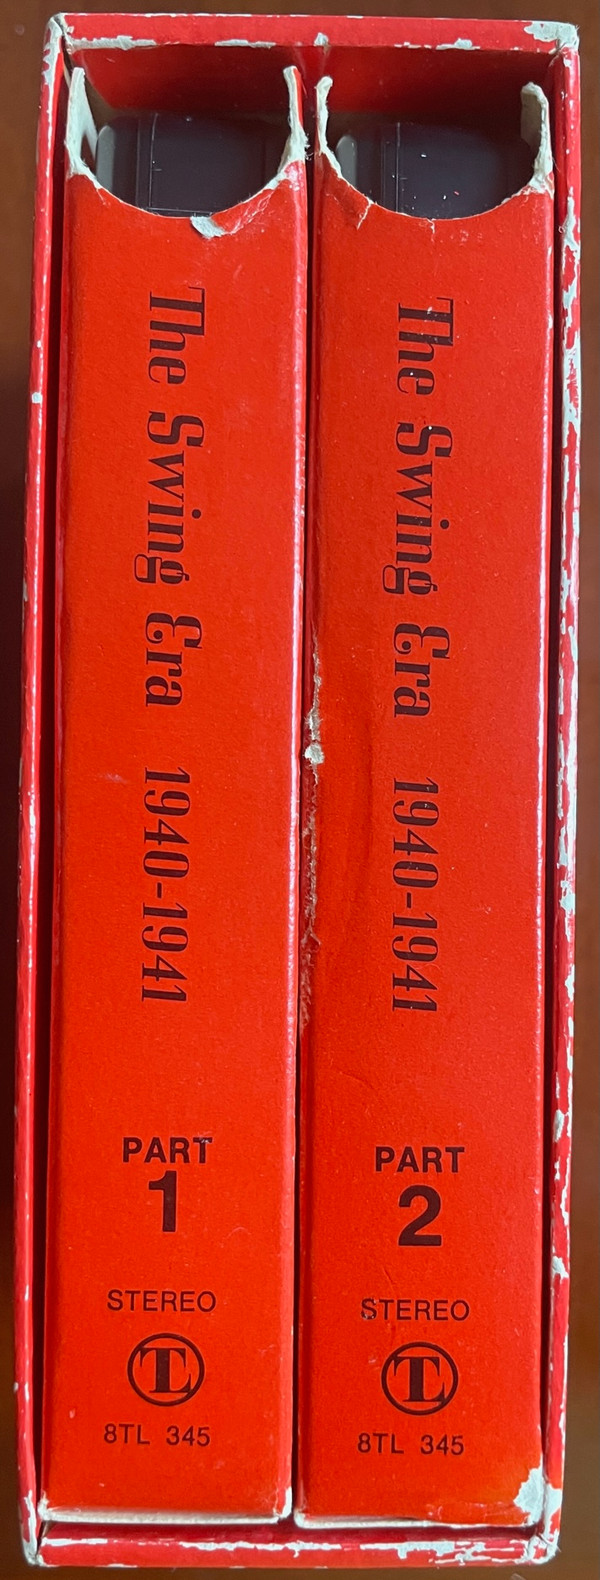 The Swing Era 1940-1941
PART
1
STEREO
TL
8TL 345
The Swing Era 1940-1941
PART
2
STEREO
TL
8TL 345